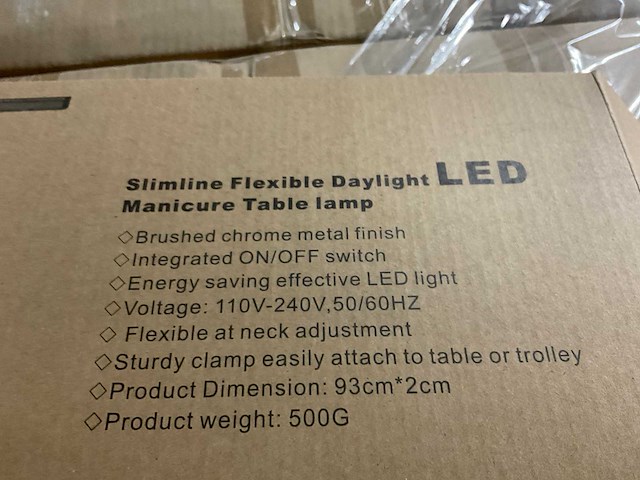 Slimline Flexible Daylight LED
Manicure Table lamp
◇Brushed chrome metal finish
◇Integrated ON/OFF switch
◇Energy saving effective LED light
◇Voltage: 110V-240V,50/60HZ
◇ Flexible at neck adjustment
◇Sturdy clamp easily attach to table or trolley
◇Product Dimension: 93cm*2cm
◇Product weight: 500G